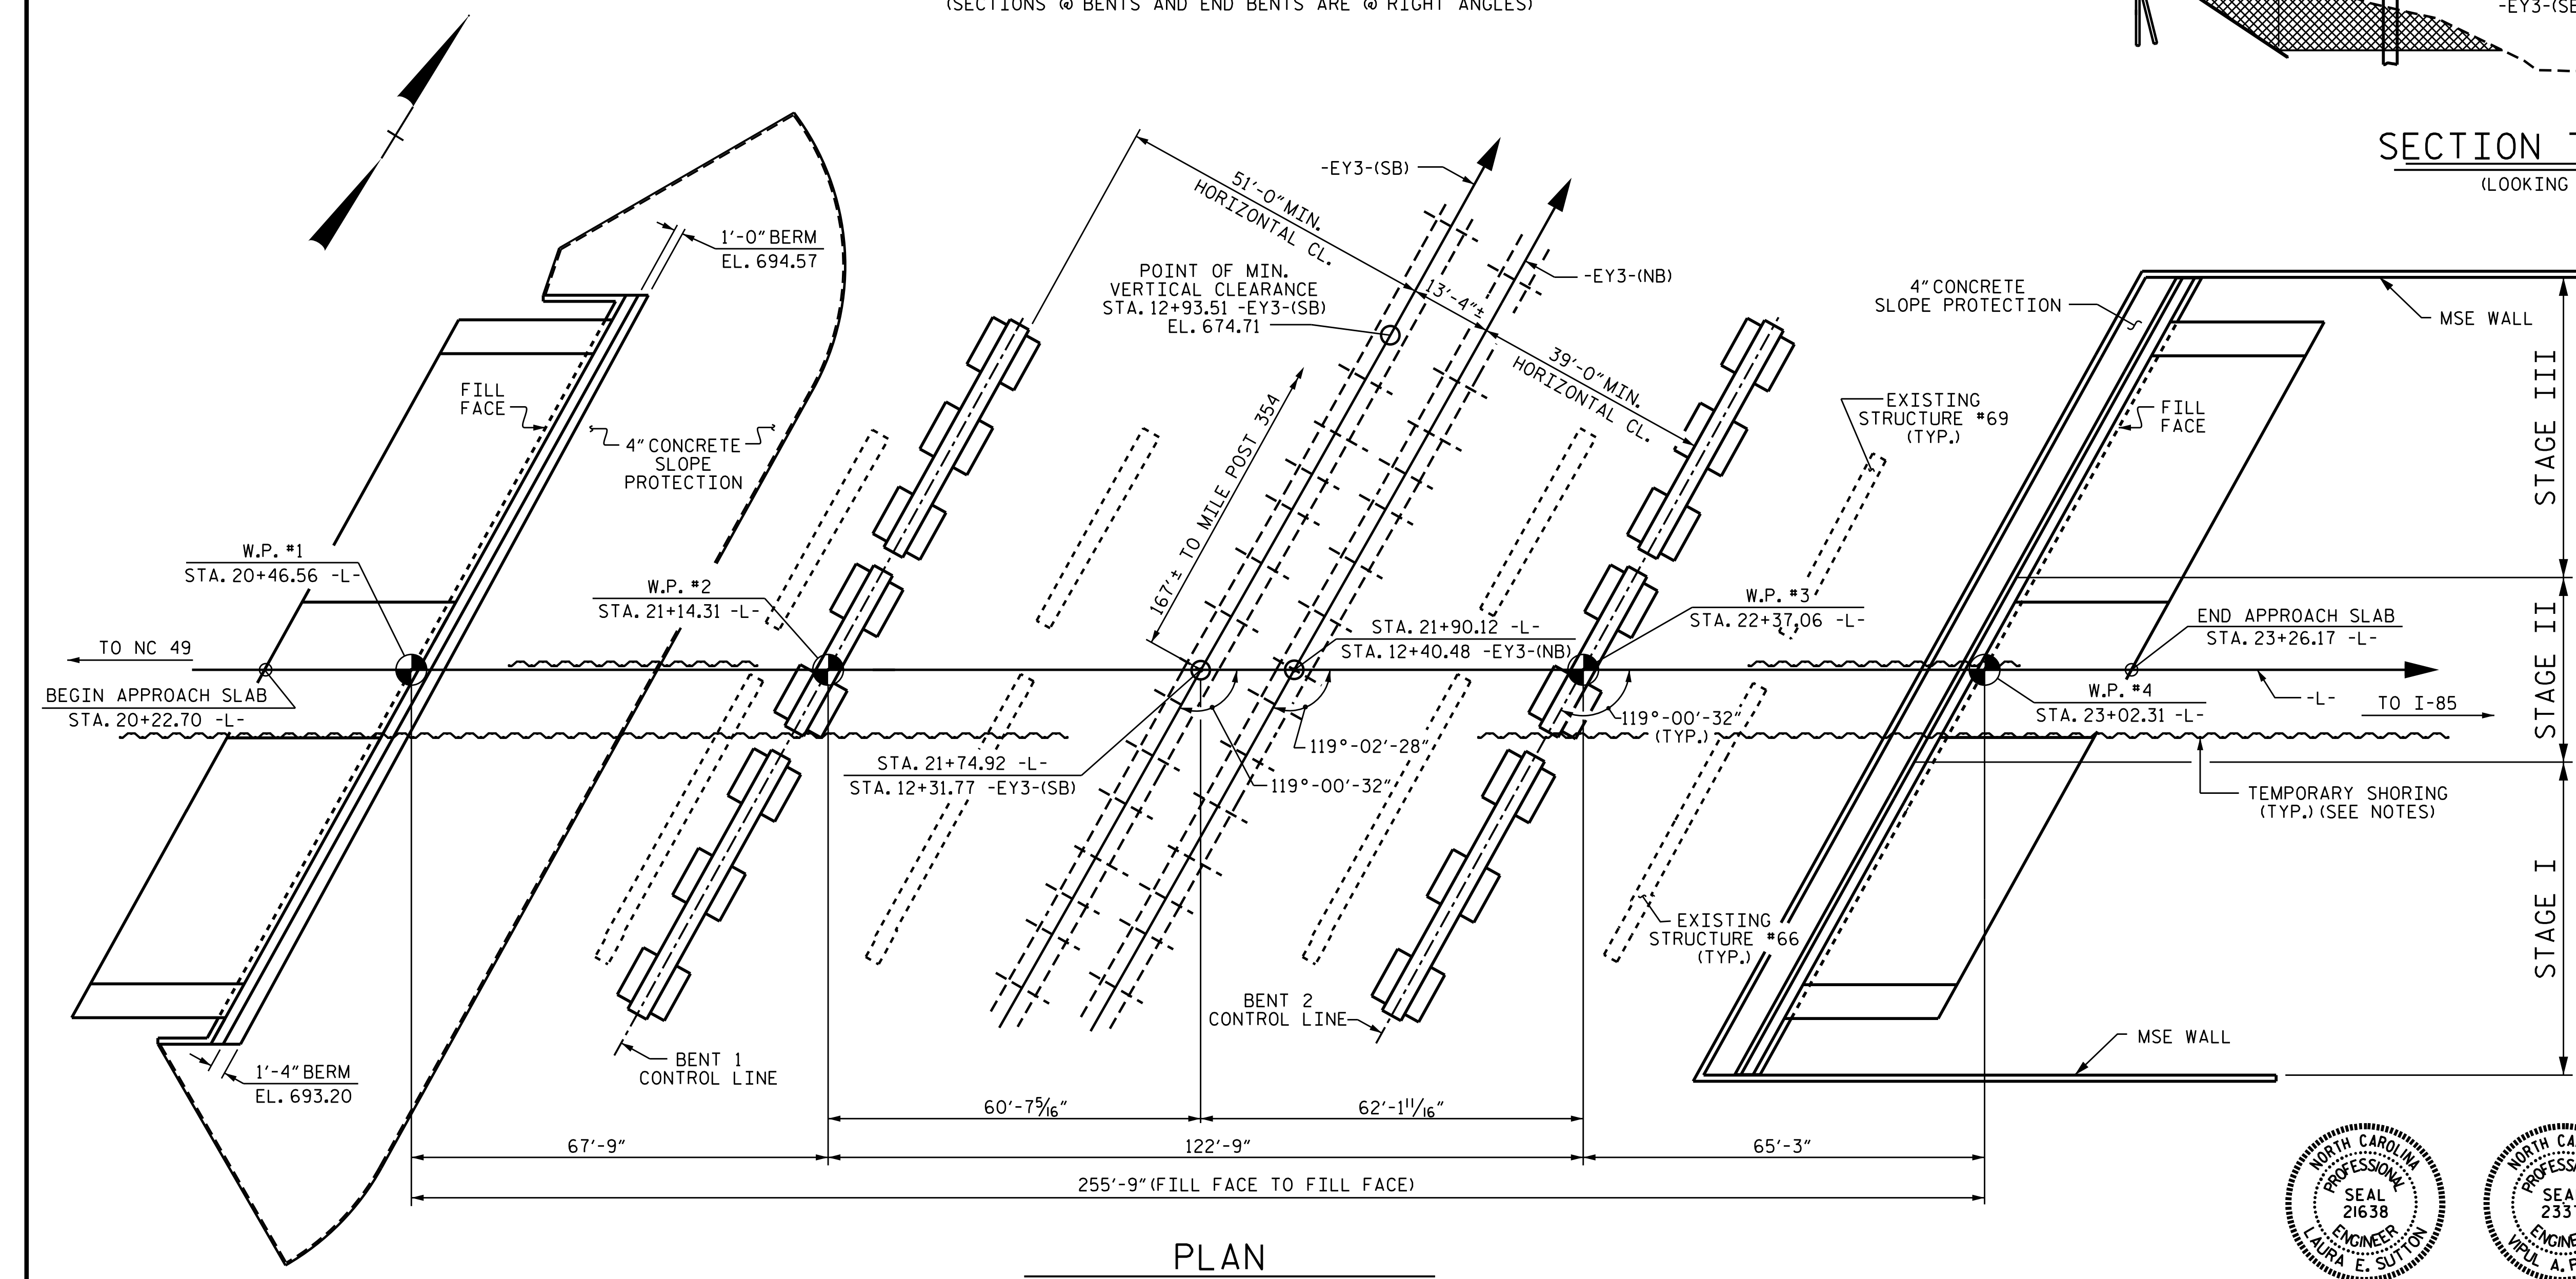 (SECTIONS @ BENTS AND END BENTS ARE @ RIGHT ANGLES)
SECTION
(LOOKING
1'-0" BERM
EL. 694.57
FILL
FACE
4" CONCRETE
SLOPE
PROTECTION
W.P. #1
STA. 20+46.56 -L-
TO NC 49
BEGIN APPROACH SLAB
STA. 20+22.70 -L-
1'-4" BERM
EL. 693.20
W.P. #2
STA. 21+14.31 -L-
51'-0" MIN.
HORIZONTAL CL.
-EY3-(SB)
-EY3-(NB)
13'-4"±
POINT OF MIN.
VERTICAL CLEARANCE
STA. 12+93.51 -EY3-(SB)
EL. 674.71
39'-0" MIN.
HORIZONTAL CL.
167'± TO MILE POST 354
STA. 21+90.12 -L-
STA. 12+40.48 -EY3-(NB)
STA. 21+74.92 -L-
STA. 12+31.77 -EY3-(SB)
119°-02'-28"
119°-00'-32"
W.P. #3
STA. 22+37.06 -L-
119°-00'-32"
(TYP.)
EXISTING
STRUCTURE #69
(TYP.)
EXISTING
STRUCTURE #66
(TYP.)
4" CONCRETE
SLOPE PROTECTION
MSE WALL
FILL
FACE
END APPROACH SLAB
STA. 23+26.17 -L-
W.P. #4
STA. 23+02.31 -L-
-L-
TO I-85
TEMPORARY SHORING
(TYP.) (SEE NOTES)
STAGE III
STAGE II
STAGE I
MSE WALL
BENT 1
CONTROL LINE
BENT 2
CONTROL LINE
60'-7 5/16"
62'-1 11/16"
67'-9"
122'-9"
65'-3"
255'-9" (FILL FACE TO FILL FACE)
PLAN
NORTH CAROLINA
PROFESSIONAL
SEAL
21638
ENGINEER
LAURA E. SUTTON
NORTH
VIPUL A.